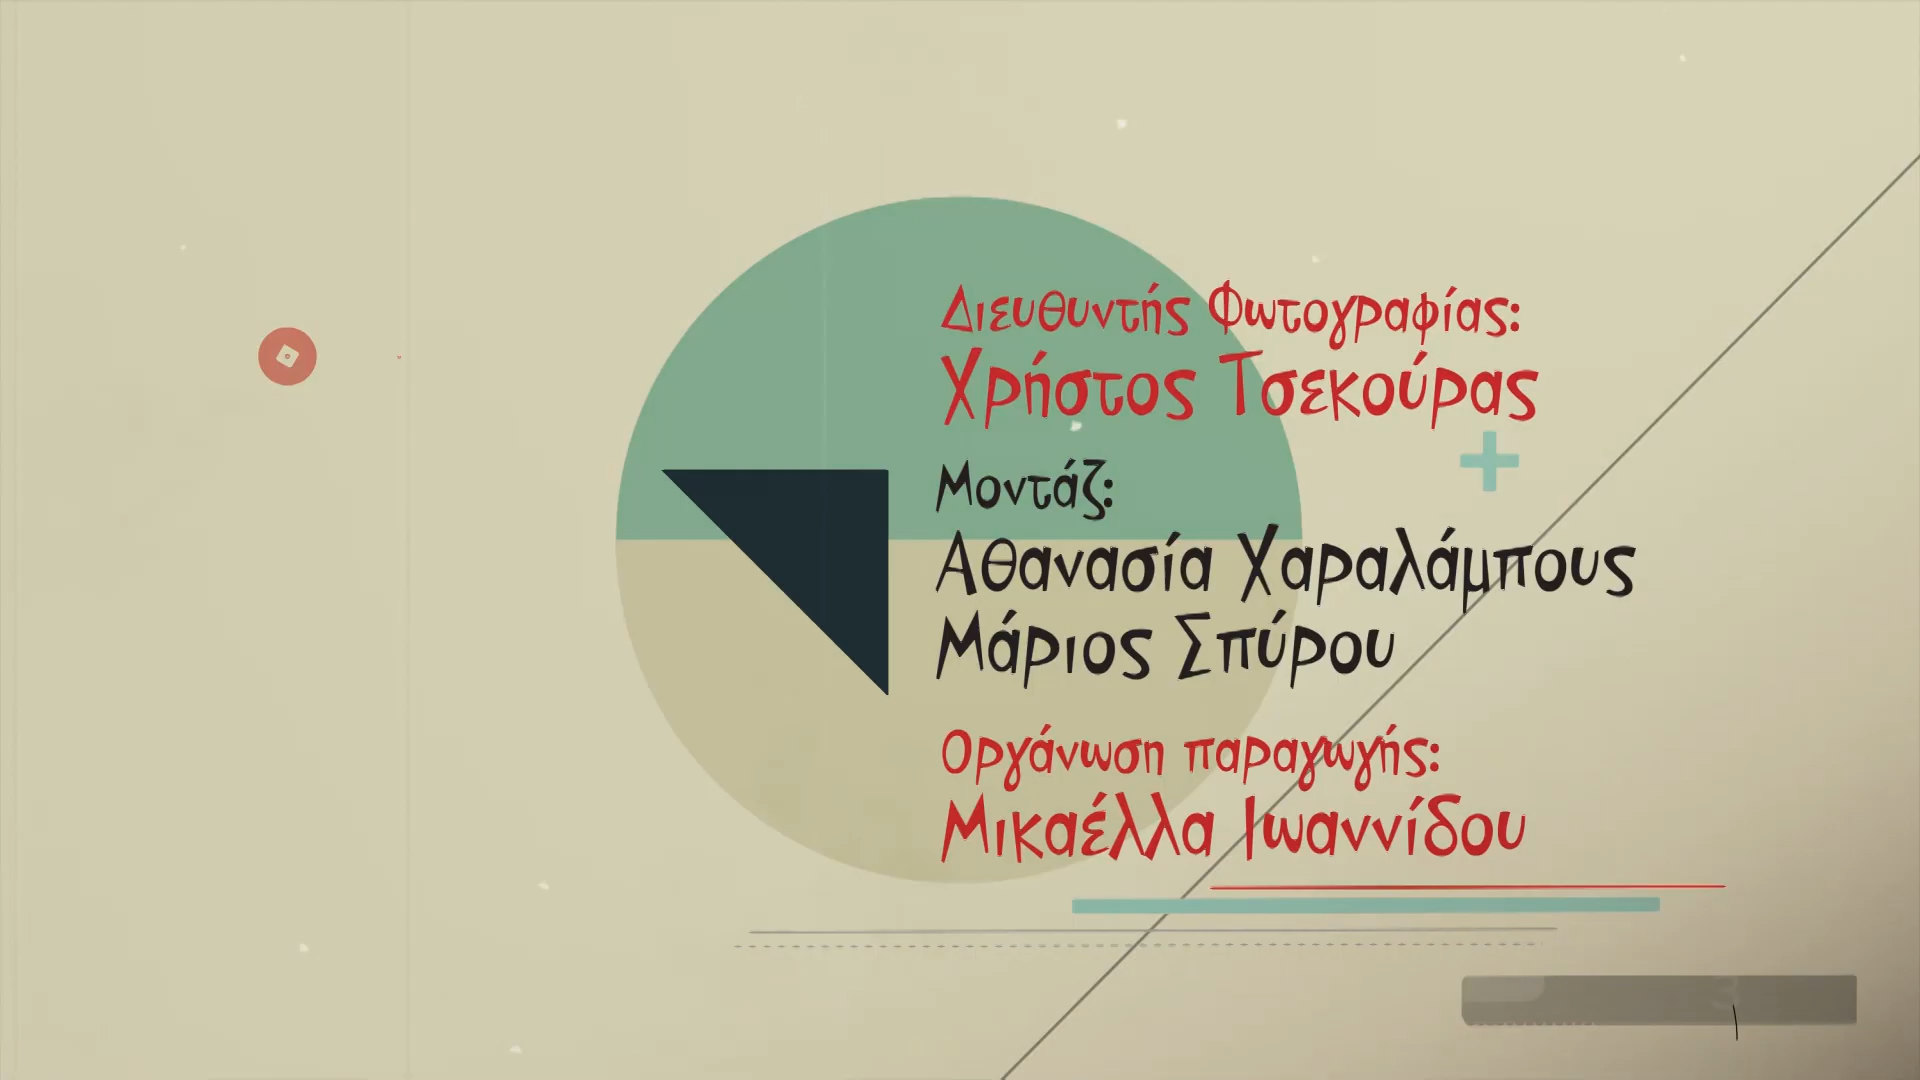 Διευθυντής Φωτογραφίας:
Χρήστος Τσεκούρας
Μοντάζ:
Αθανασία Χαραλάμπους
Μάριος Σπύρου
Οργάνωση παραγωγής:
Μικαέλλα Ιωαννίδου